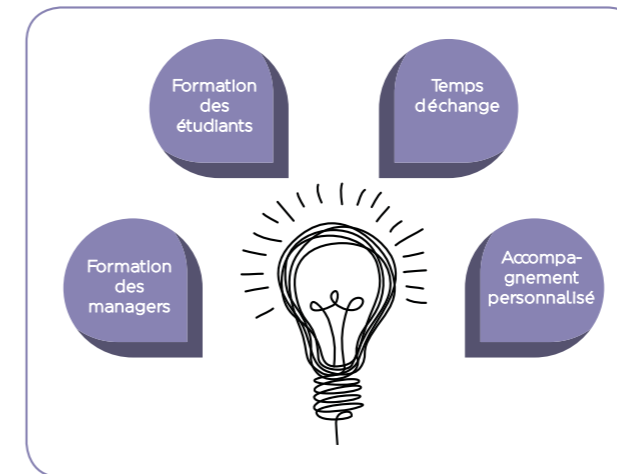 Formation
des
étudiants
Temps
déchange
Formation
des
managers
Accompa-
gnement
personnalisé